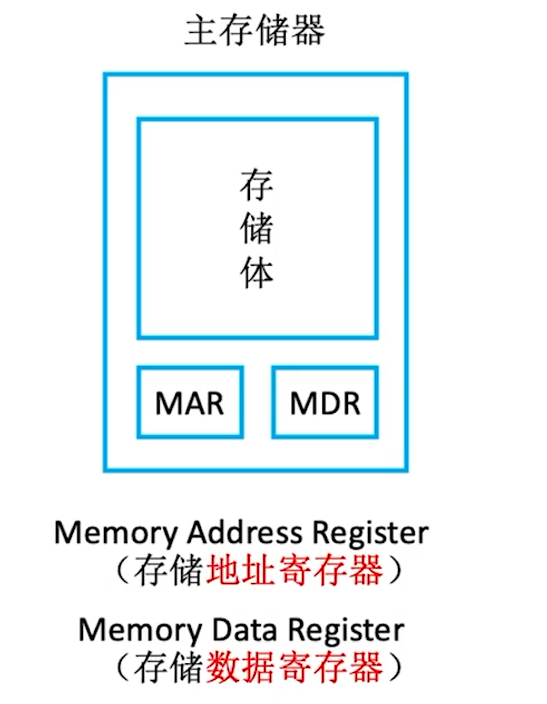 主存储器
存
储
体
MAR
MDR
Memory Address Register
（存储地址寄存器）
Memory Data Register
（存储数据寄存器）